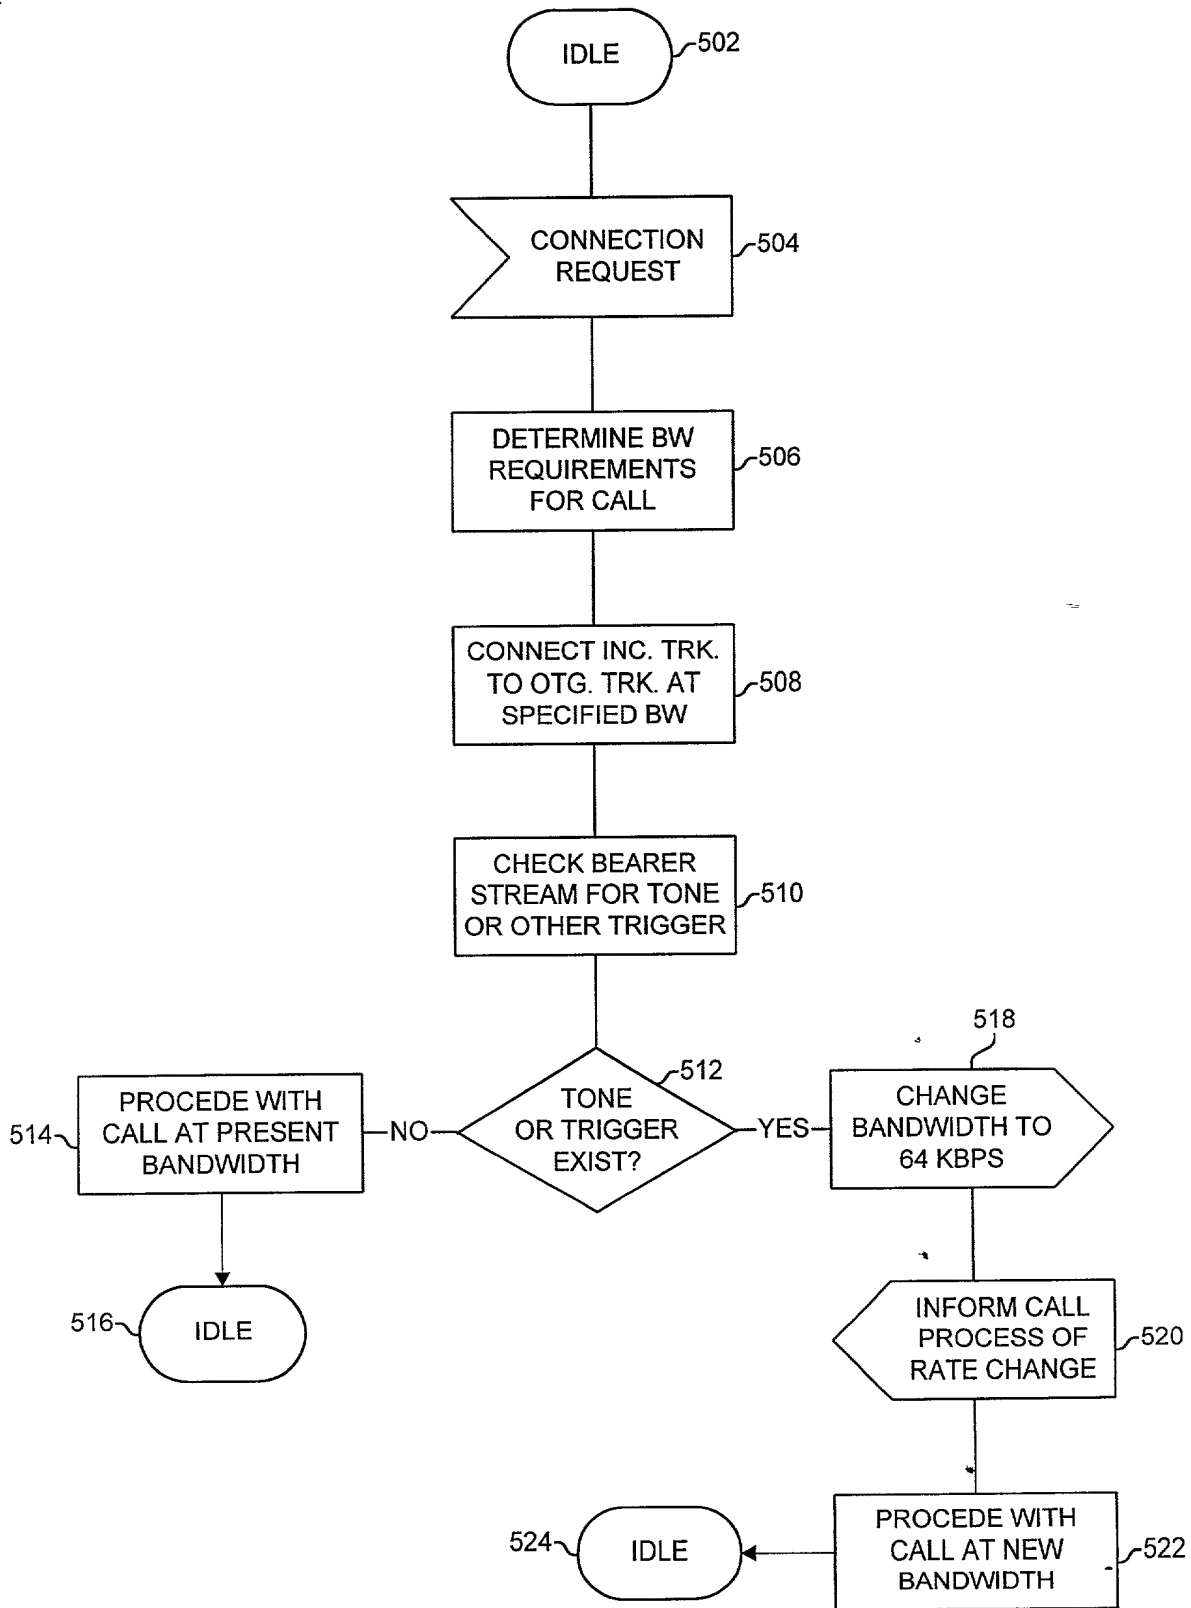 IDLE
502
CONNECTION
REQUEST
504
DETERMINE BW
REQUIREMENTS
FOR CALL
506
CONNECT INC. TRK.
TO OTG. TRK. AT
SPECIFIED BW
508
CHECK BEARER
STREAM FOR TONE
OR OTHER TRIGGER
510
TONE
OR TRIGGER
EXIST?
512
NO
YES
514
PROCEDE WITH
CALL AT PRESENT
BANDWIDTH
516
IDLE
518
CHANGE
BANDWIDTH TO
64 KBPS
INFORM CALL
PROCESS OF
RATE CHANGE
520
PROCEDE WITH
CALL AT NEW
BANDWIDTH
522
524
IDLE